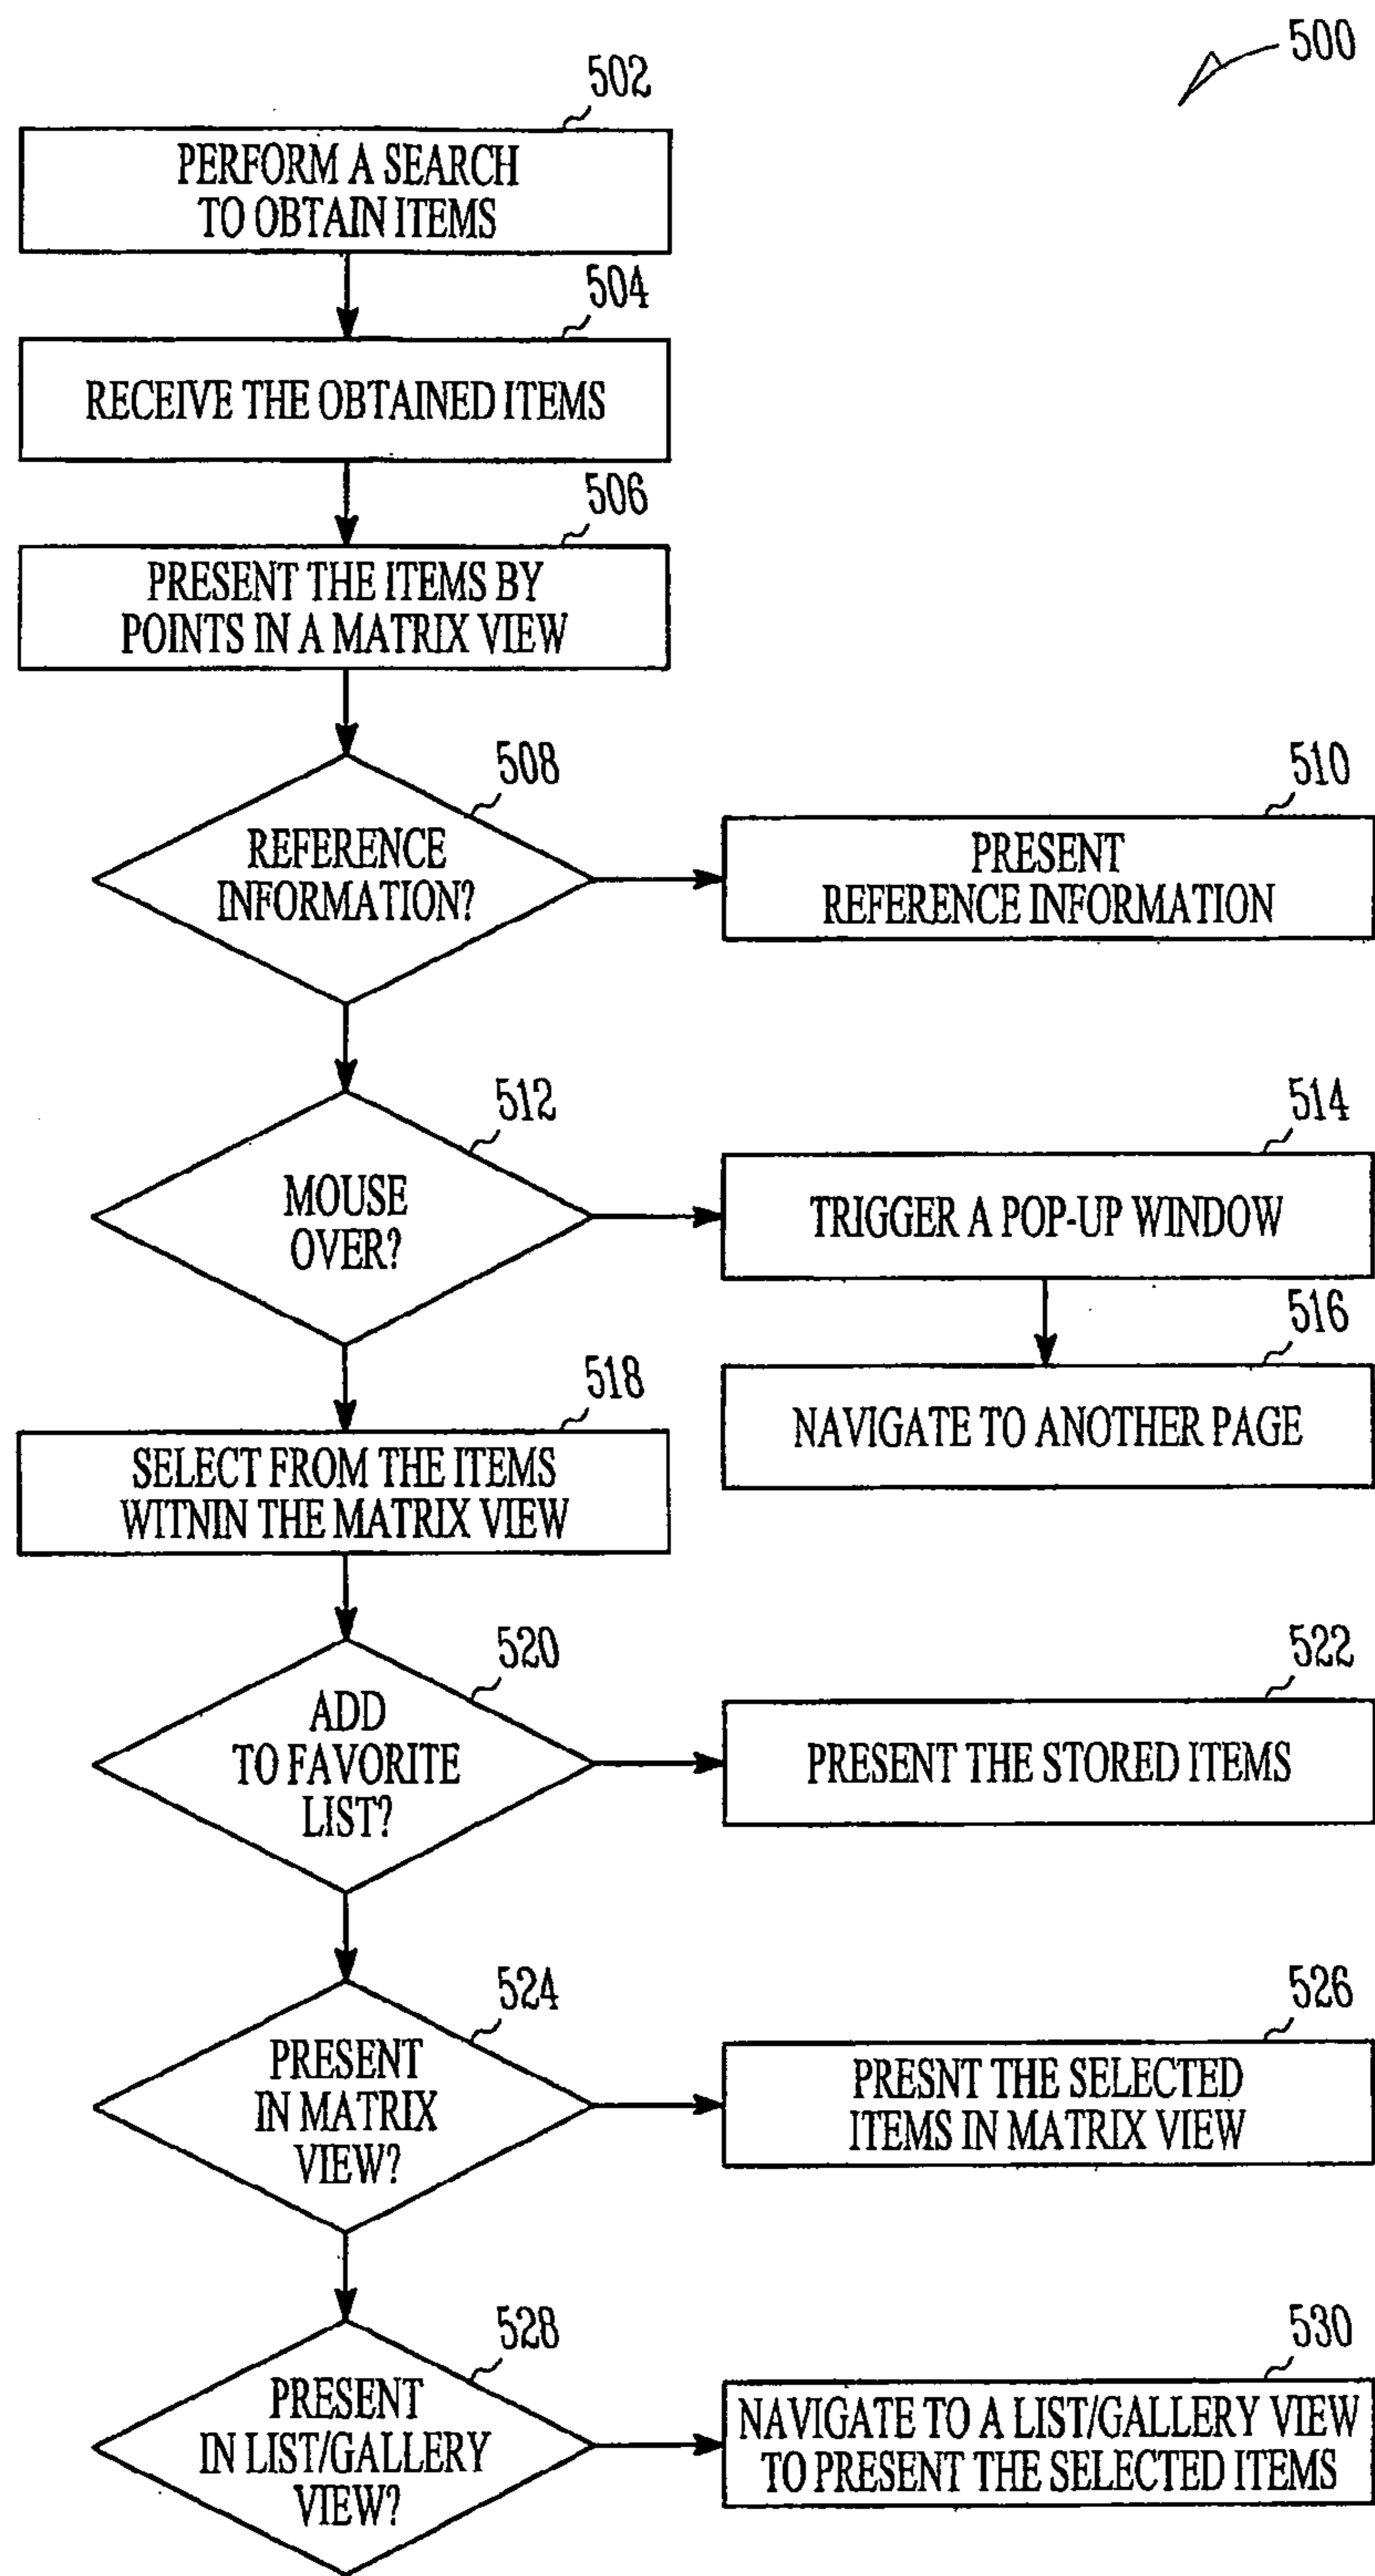 500
502
PERFORM A SEARCH
TO OBTAIN ITEMS
504
RECEIVE THE OBTAINED ITEMS
506
PRESENT THE ITEMS BY
POINTS IN A MATRIX VIEW
508
REFERENCE
INFORMATION?
510
PRESENT
REFERENCE INFORMATION
512
MOUSE
OVER?
514
TRIGGER A POP-UP WINDOW
516
NAVIGATE TO ANOTHER PAGE
518
SELECT FROM THE ITEMS
WITNIN THE MATRIX VIEW
520
ADD
TO FAVORITE
LIST?
522
PRESENT THE STORED ITEMS
524
PRESENT
IN MATRIX
VIEW?
526
PRESNT THE SELECTED
ITEMS IN MATRIX VIEW
528
PRESENT
IN LIST/GALLERY
VIEW?
530
NAVIGATE TO A LIST/GALLERY VIEW
TO PRESENT THE SELECTED ITEMS